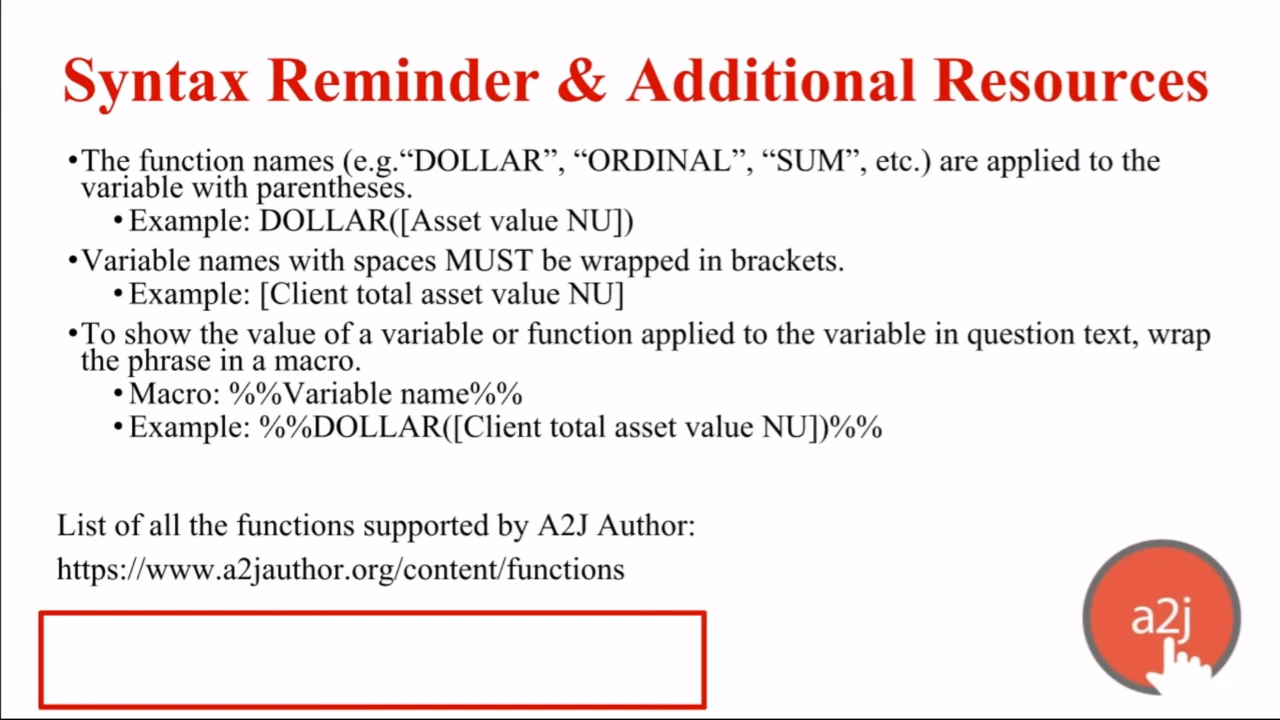 Syntax Reminder & Additional Resources
•The function names (e.g.“DOLLAR”, “ORDINAL”, “SUM”, etc.) are applied to the
variable with parentheses.
•Example: DOLLAR([Asset value NU])
•Variable names with spaces MUST be wrapped in brackets.
•Example: [Client total asset value NU]
•To show the value of a variable or function applied to the variable in question text, wrap
the phrase in a macro.
•Macro: %%Variable name%%
•Example: %%DOLLAR([Client total asset value NU])%%
List of all the functions supported by A2J Author:
https://www.a2jauthor.org/content/functions
a2j